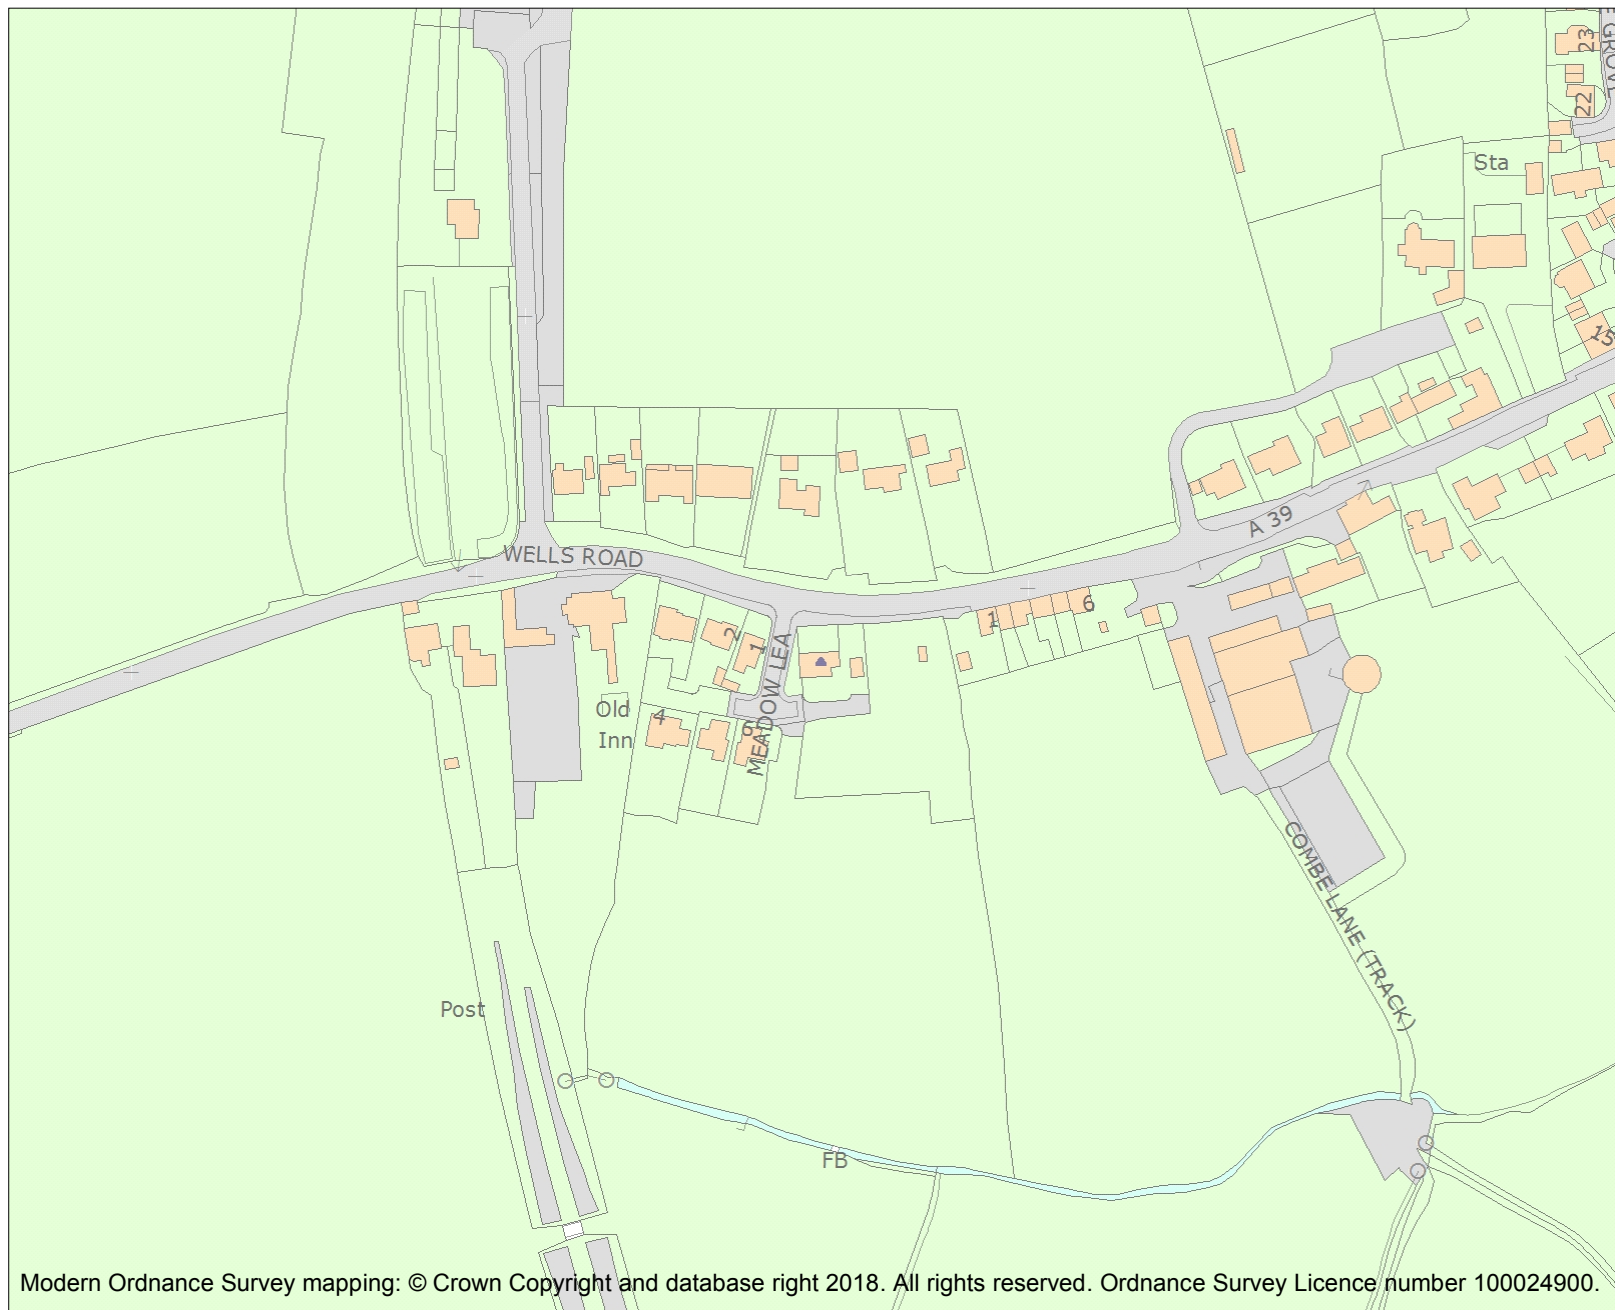 23
E GROVE
22
Sta
15
A 39
WELLS ROAD
1
6
2
1
MEADOW LEA
Old
Inn
4
6
COMBE LANE (TRACK)
Post
FB
Modern Ordnance Survey mapping: © Crown Copyright and database right 2018. All rights reserved. Ordnance Survey Licence number 100024900.